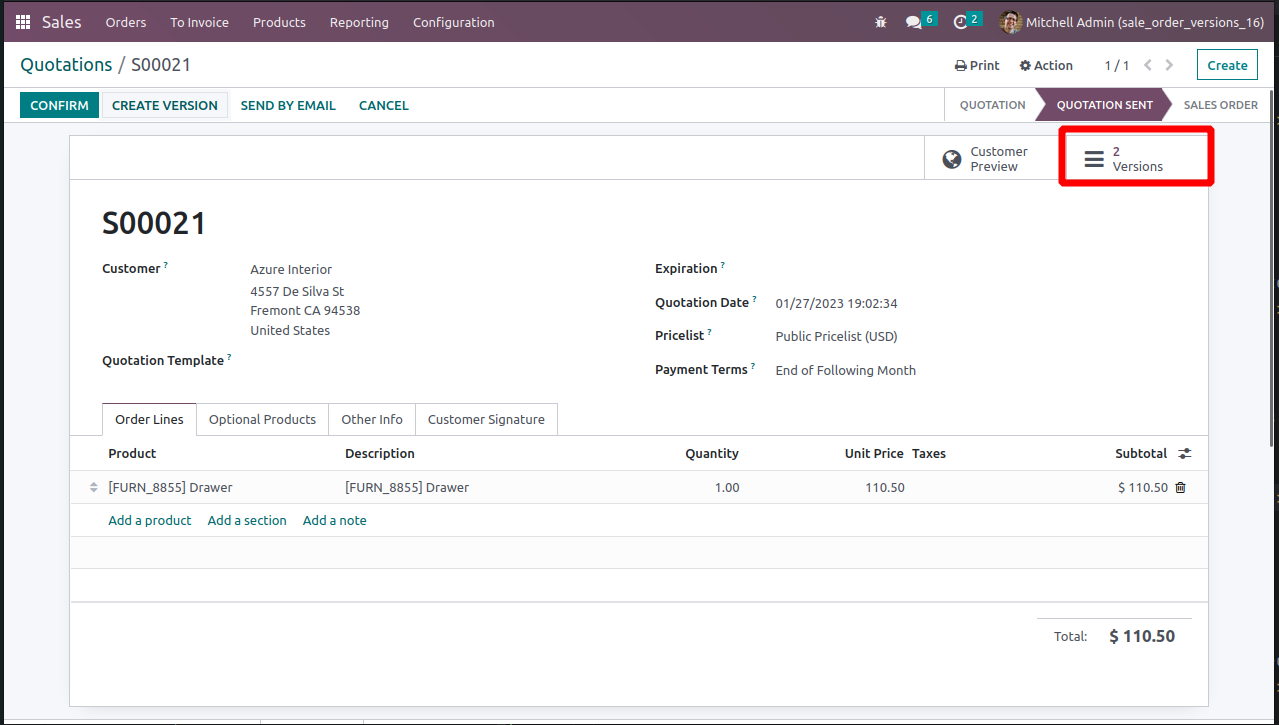 Sales Orders To Invoice Products Reporting Configuration 6 2 Mitchell Admin (sale_order_versions_16)
Quotations / S00021 Print Action 1 / 1 Create
CONFIRM CREATE VERSION SEND BY EMAIL CANCEL QUOTATION QUOTATION SENT SALES ORDER
Customer
Preview
2
Versions
S00021
Customer ? Azure Interior
4557 De Silva St
Fremont CA 94538
United States
Quotation Template ?
Expiration ?
Quotation Date ? 01/27/2023 19:02:34
Pricelist ? Public Pricelist (USD)
Payment Terms ? End of Following Month
Order Lines Optional Products Other Info Customer Signature
Product Description Quantity Unit Price Taxes Subtotal
[FURN_8855] Drawer [FURN_8855] Drawer 1.00 110.50 $ 110.50
Add a product Add a section Add a note
Total: $ 110.50